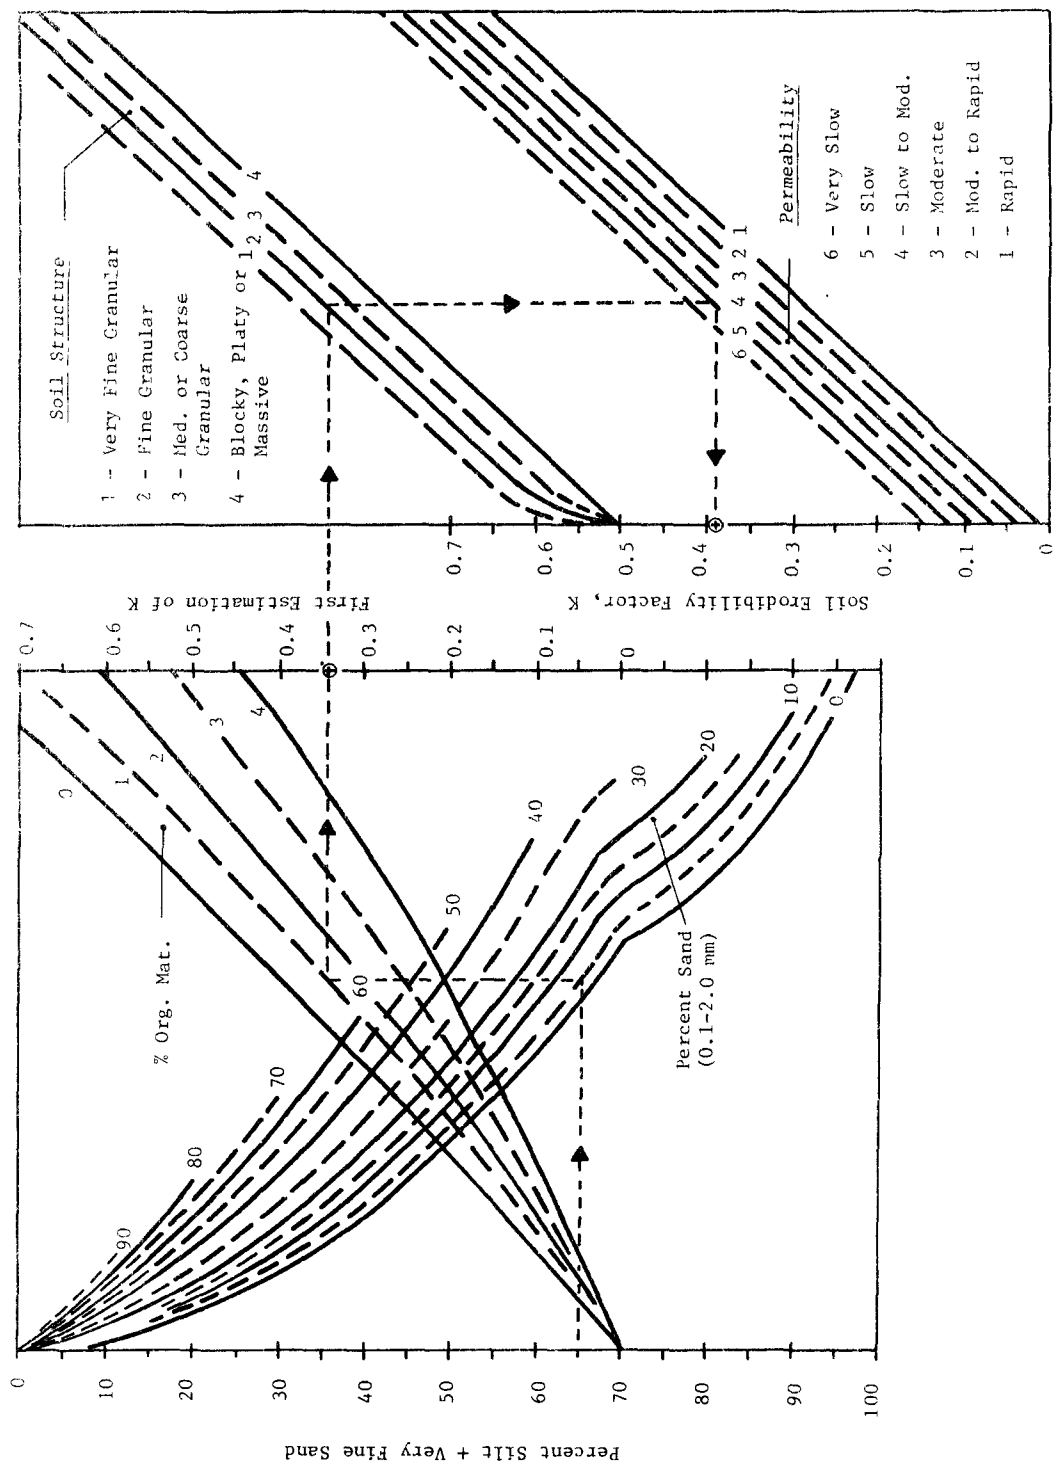 Percent Silt + Very Fine Sand
0
10
20
30
40
50
60
70
80
90
100
% Org. Mat.
0
1
2
3
4
90
80
70
60
50
40
30
20
10
0
Percent Sand
(0.1-2.0 mm)
First Estimation of K
0.7
0.6
0.5
0.4
0.3
0.2
0.1
0
Soil Structure
1 - Very Fine Granular
2 - Fine Granular
3 - Med. or Coarse
Granular
4 - Blocky, Platy or
Massive
1
2
3
4
Soil Erodibility Factor, K
0.7
0.6
0.5
0.4
0.3
0.2
0.1
0
6
5
4
3
2
1
Permeability
6 - Very Slow
5 - Slow
4 - Slow to Mod.
3 - Moderate
2 - Mod. to Rapid
1 - Rapid